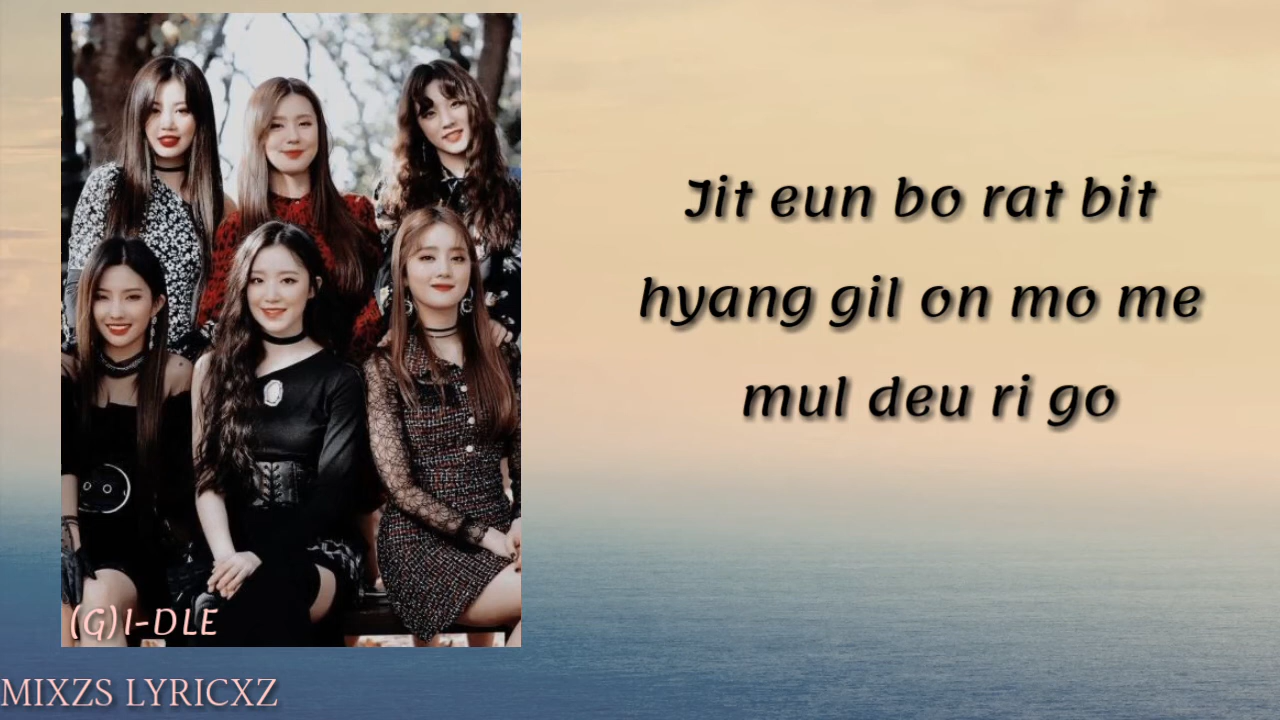 Jit eun bo rat bit
hyang gil on mo me
mul deu ri go
(G)I-DLE
MIXZS LYRICXZ